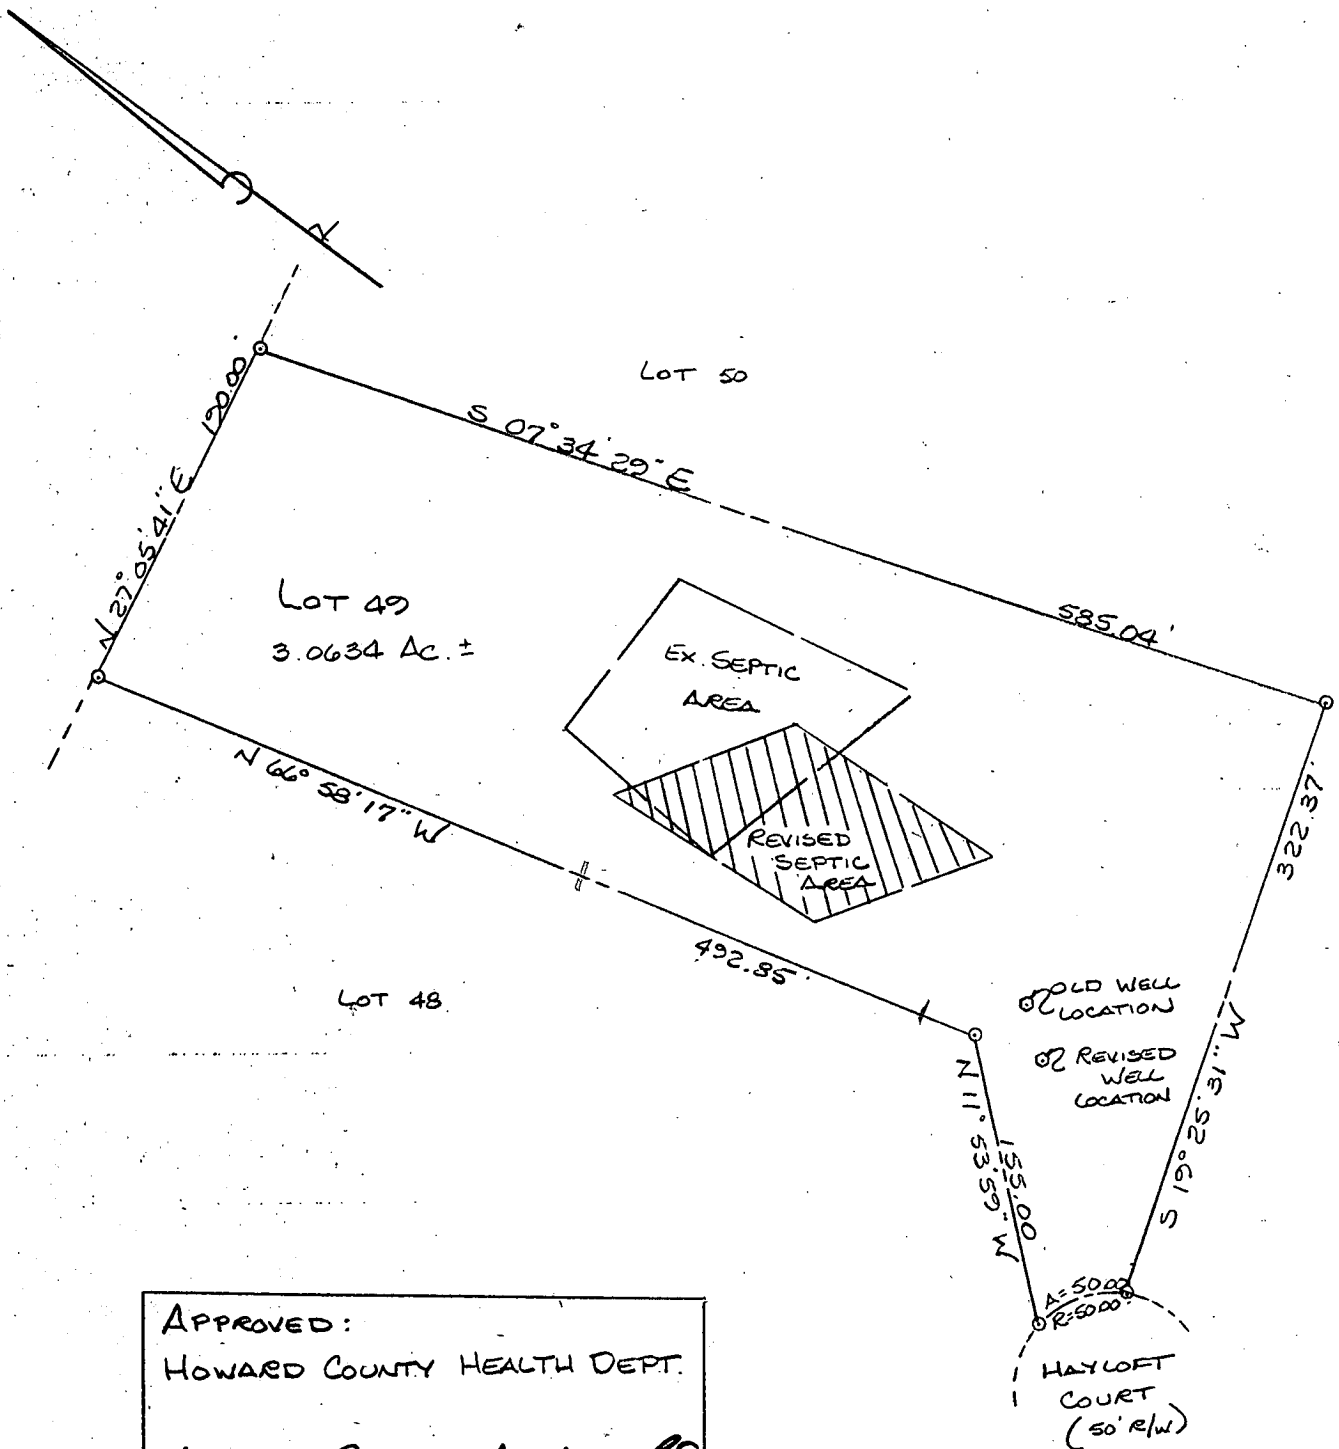 N
LOT 50
S 07° 34' 29" E
585.04'
N 27° 05' 41" E
190.00'
LOT 49
3.0634 AC. ±
EX. SEPTIC
AREA
REVISED
SEPTIC
AREA
N 66° 58' 17" W
492.85'
322.37'
S 19° 25' 31" W
LOT 48
OLD WELL
LOCATION
REVISED
WELL
LOCATION
N 11° 53' 59" W
155.00
A=50.00
R=50.00
HAYLOFT
COURT
(50' R/W)
APPROVED:
HOWARD COUNTY HEALTH DEPT.